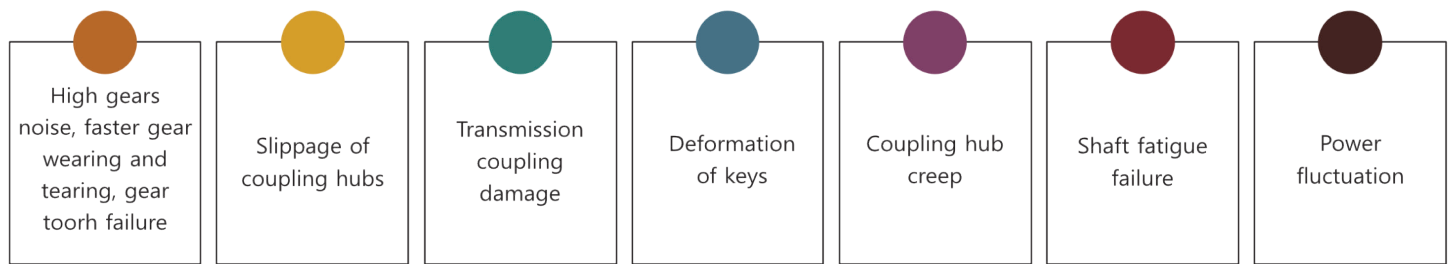 High gears
noise, faster gear
wearing and
tearing, gear
toorh failure
Slippage of
coupling hubs
Transmission
coupling
damage
Deformation
of keys
Coupling hub
creep
Shaft fatigue
failure
Power
fluctuation